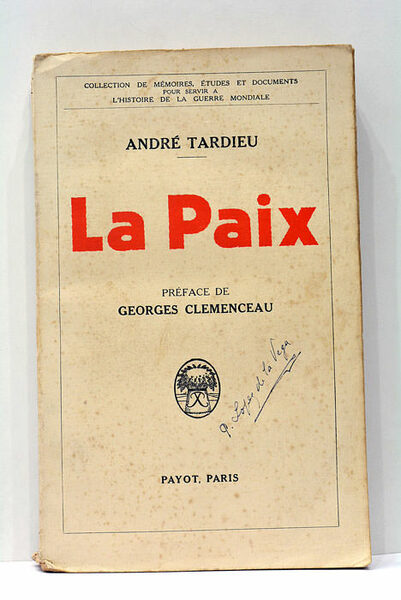 COLLECTION DE MÉMOIRES, ÉTUDES ET DOCUMENTS
POUR SERVIR A
L'HISTOIRE DE LA GUERRE MONDIALE
ANDRÉ TARDIEU
La Paix
PRÉFACE DE
GEORGES CLEMENCEAU
Lopez de la Vega
PAYOT, PARIS